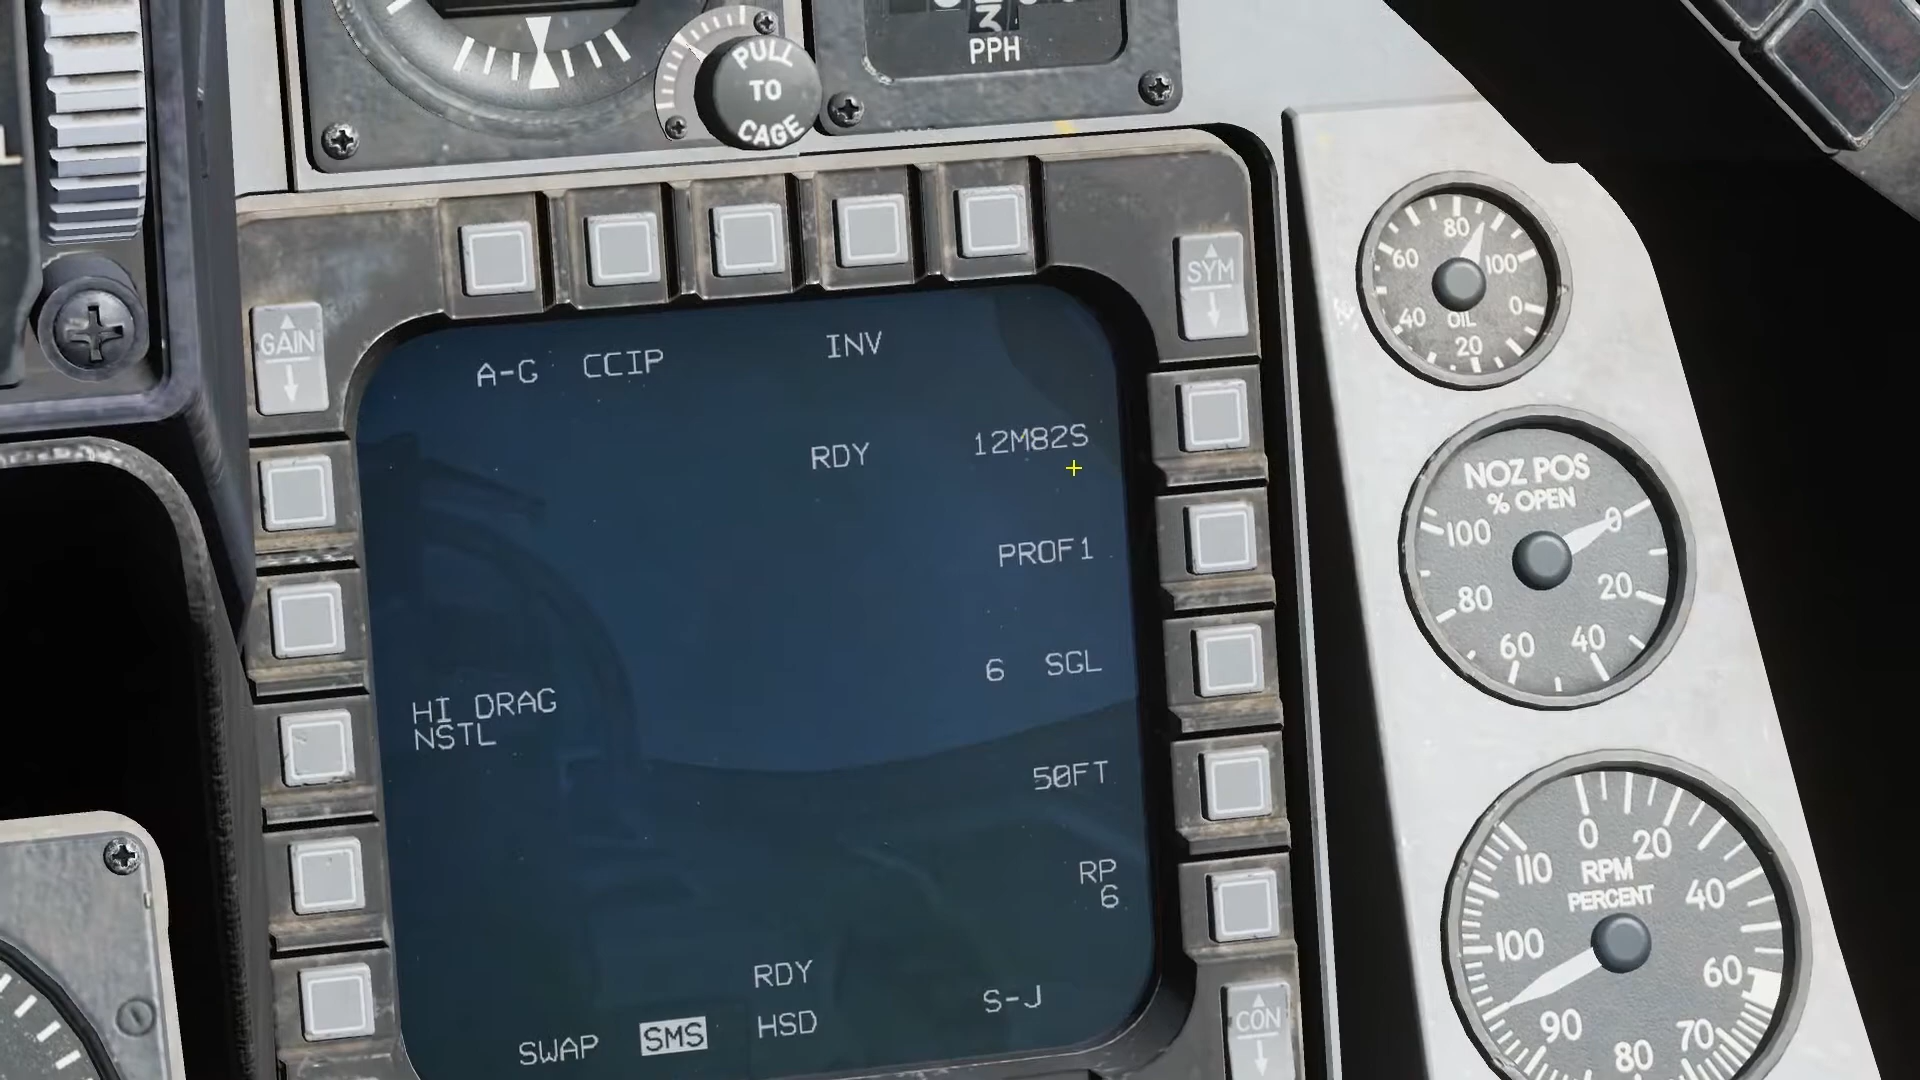 PPH
PULL
TO
CAGE
SYM
GAIN
A-G CCIP INV
RDY 12M82S
PROF1
6 SGL
HI DRAG
NSTL
50FT
RP
6
RDY
S-J
SWAP SMS HSD
CON
80
60 100
40 OIL 0
20
NOZ POS
% OPEN
100 0
80 20
60 40
0 20
110 RPM 40
PERCENT
100 60
90 70
80